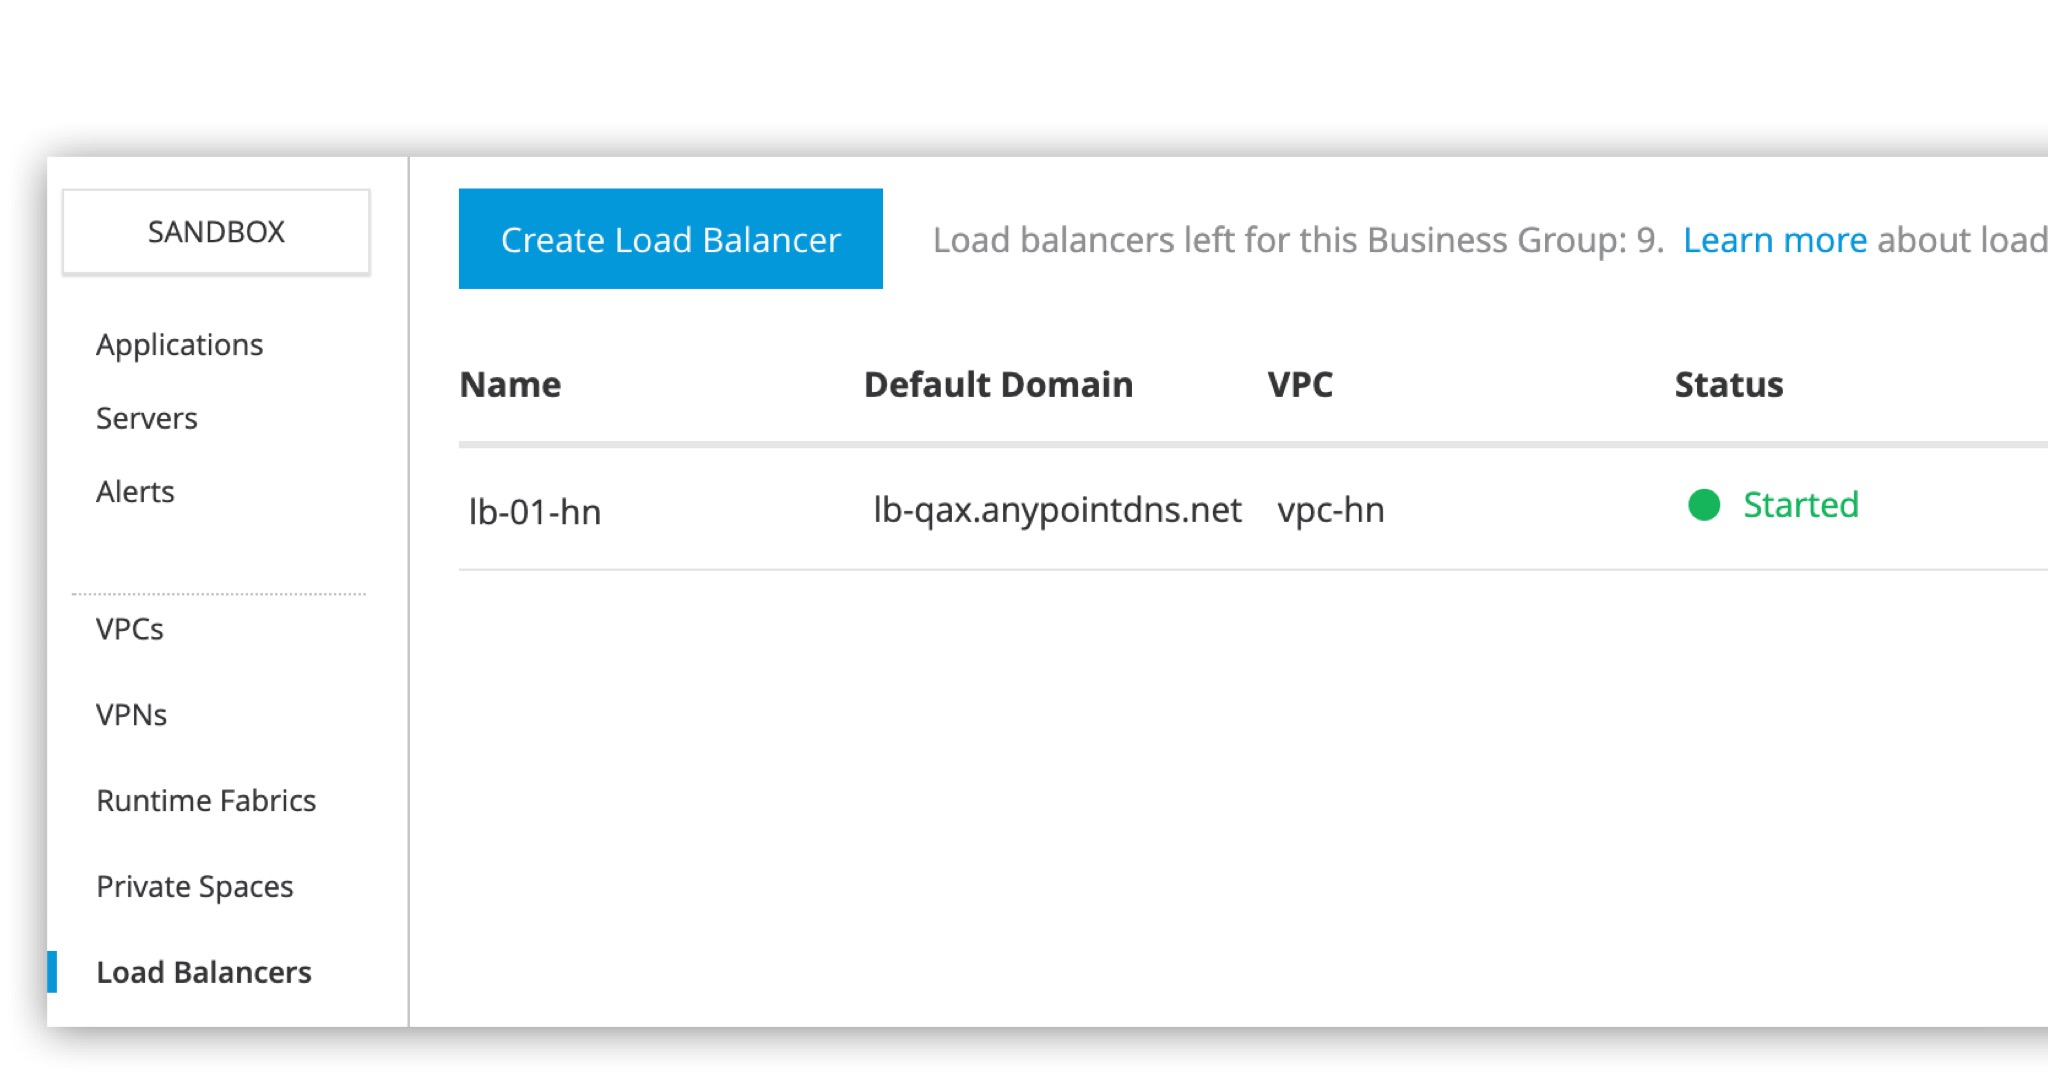 SANDBOX
Applications
Servers
Alerts
VPCs
VPNs
Runtime Fabrics
Private Spaces
Load Balancers
Create Load Balancer
Load balancers left for this Business Group: 9. Learn more about load
Name Default Domain VPC Status
lb-01-hn lb-qax.anypointdns.net vpc-hn Started